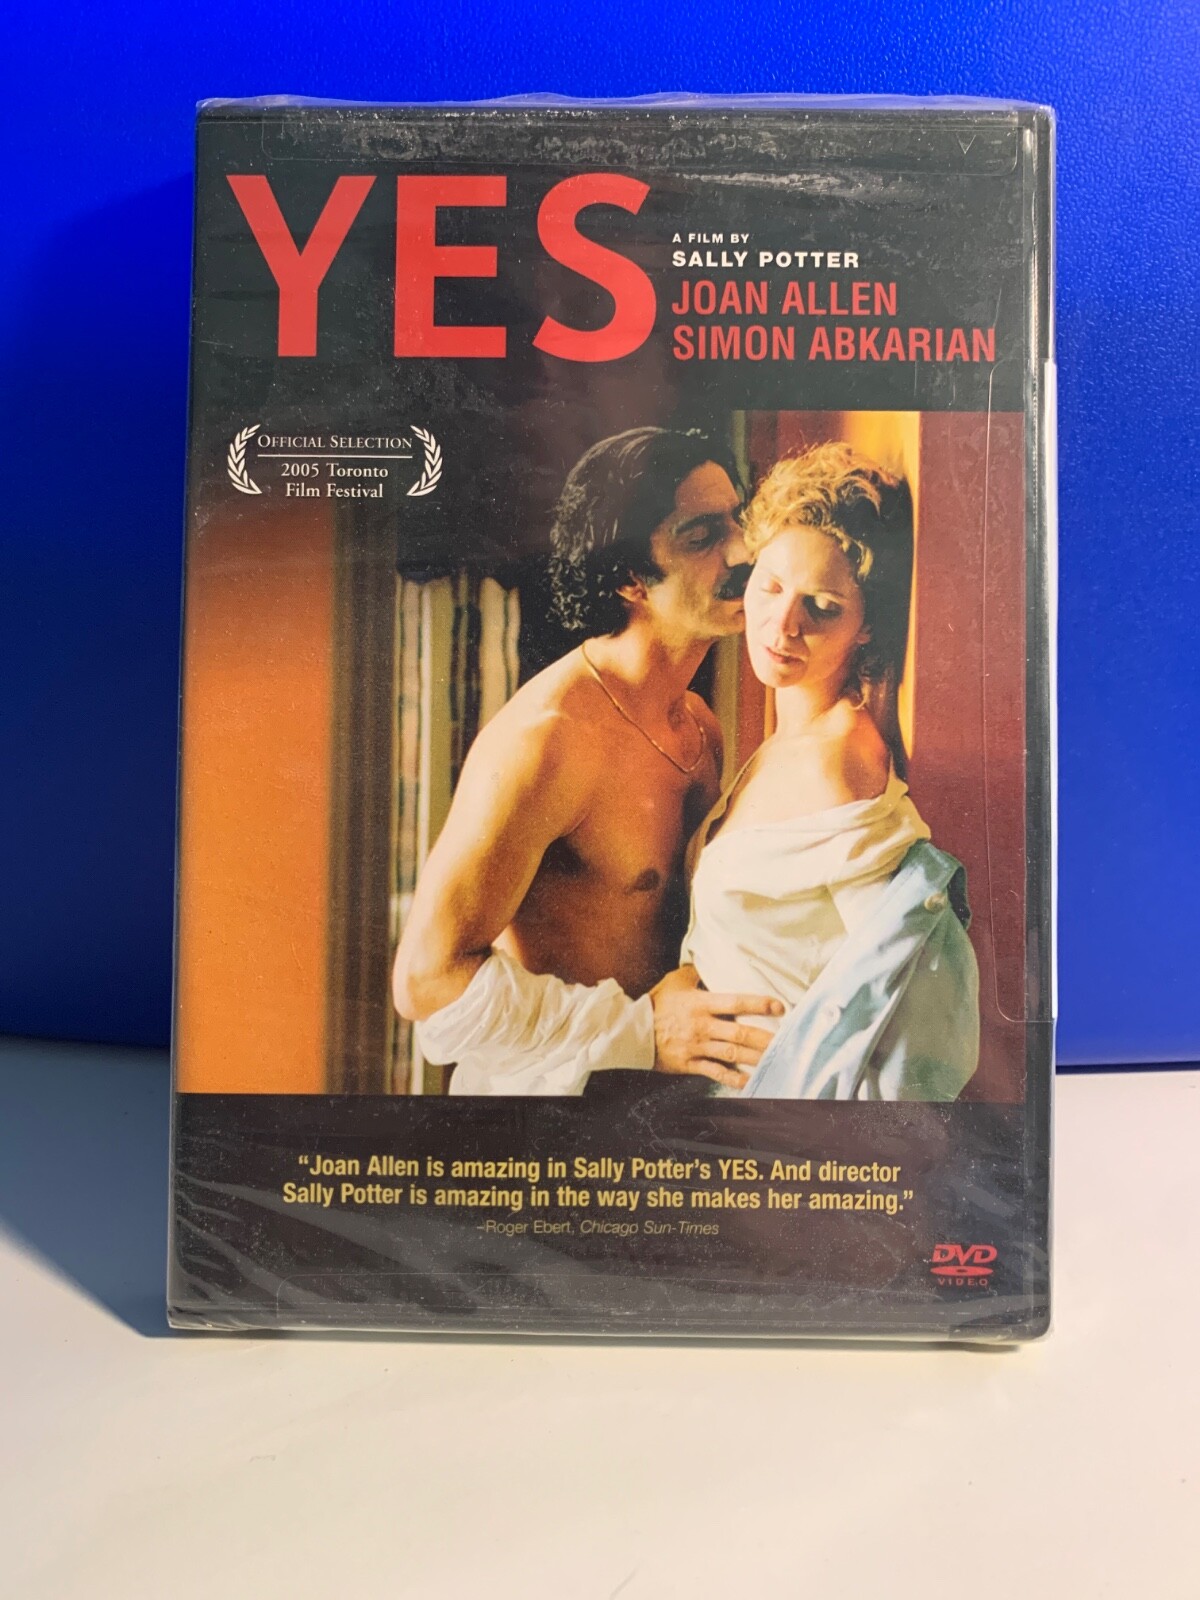 YES
A FILM BY
SALLY POTTER
JOAN ALLEN
SIMON ABKARIAN
OFFICIAL SELECTION
2005 Toronto
Film Festival
“Joan Allen is amazing in Sally Potter’s YES. And director
Sally Potter is amazing in the way she makes her amazing.”
–Roger Ebert, Chicago Sun-Times
DVD
VIDEO